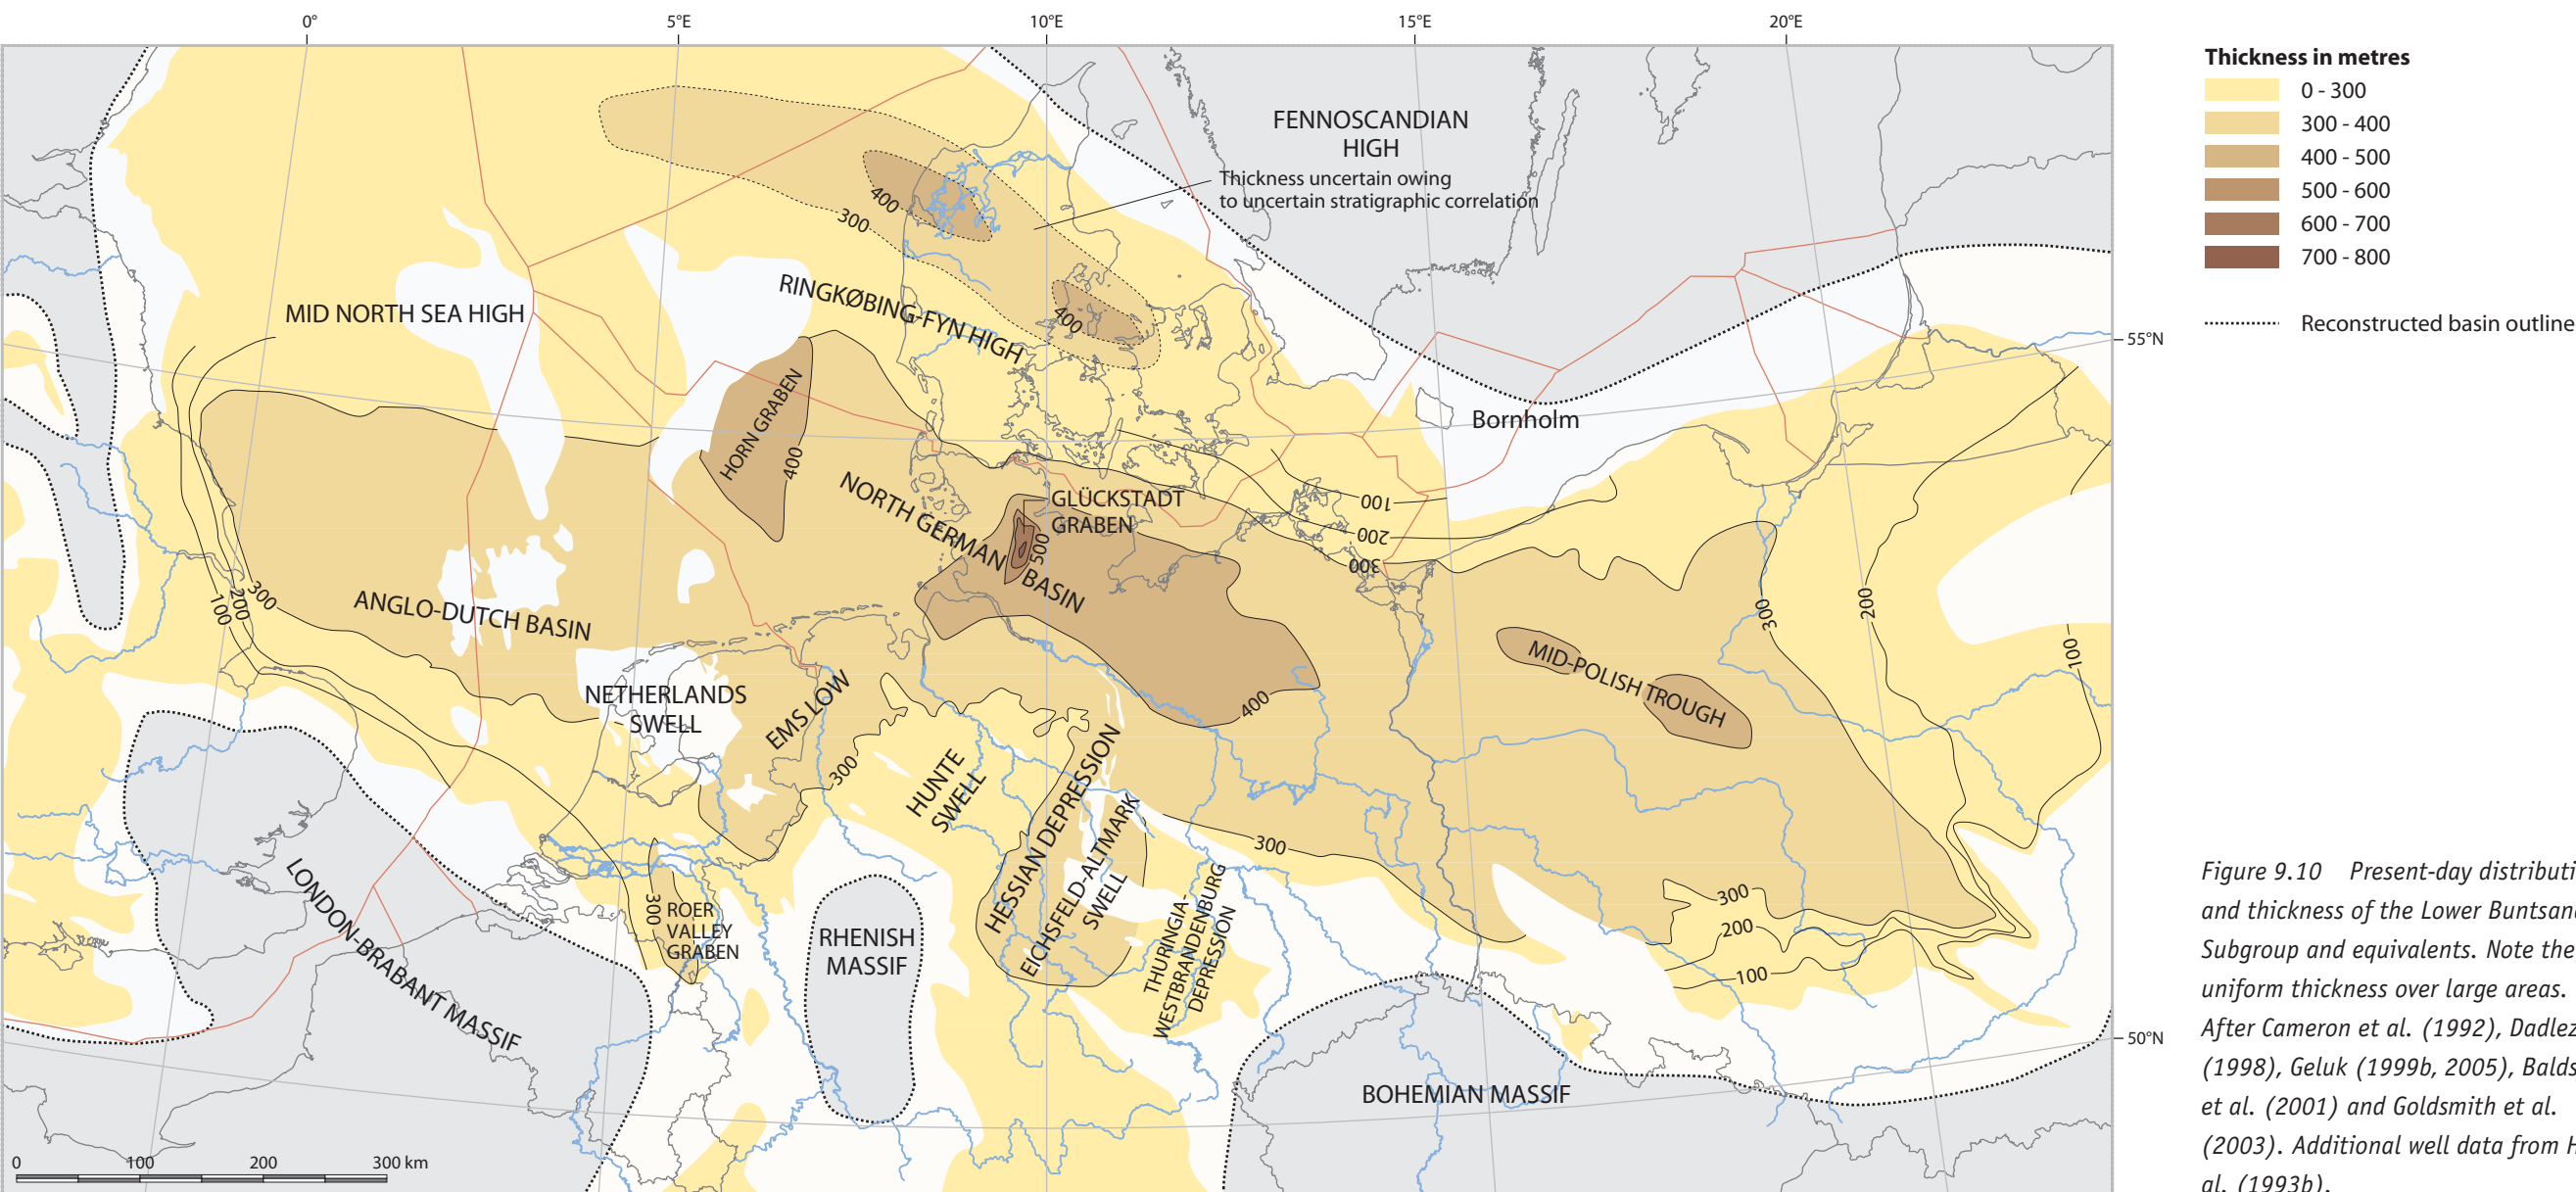 0°
5°E
10°E
15°E
20°E
Thickness in metres
0 - 300
300 - 400
400 - 500
500 - 600
600 - 700
700 - 800
Reconstructed basin outline
55°N
50°N
FENNOSCANDIAN
HIGH
Thickness uncertain owing
to uncertain stratigraphic correlation
400
300
400
MID NORTH SEA HIGH
RINGKØBING-FYN HIGH
HORN GRABEN
400
Bornholm
NORTH GERMAN BASIN
GLÜCKSTADT
GRABEN
500
100
200
300
300
200
100
ANGLO-DUTCH BASIN
100
200
300
NETHERLANDS
SWELL
EMS LOW
300
400
MID-POLISH TROUGH
HUNTE
SWELL
HESSIAN DEPRESSION
EICHSFELD-ALTMARK
SWELL
THURINGIA-
WESTBRANDENBURG
DEPRESSION
300
300
200
100
LONDON-BRABANT MASSIF
300
ROER
VALLEY
GRABEN
RHENISH
MASSIF
BOHEMIAN MASSIF
0
100
200
300 km
Figure 9.10 Present-day distributi
and thickness of the Lower Buntsan
Subgroup and equivalents. Note the
uniform thickness over large areas.
After Cameron et al. (1992), Dadlez
(1998), Geluk (1999b, 2005), Balds
et al. (2001) and Goldsmith et al.
(2003). Additional well data from H
al. (1993b).